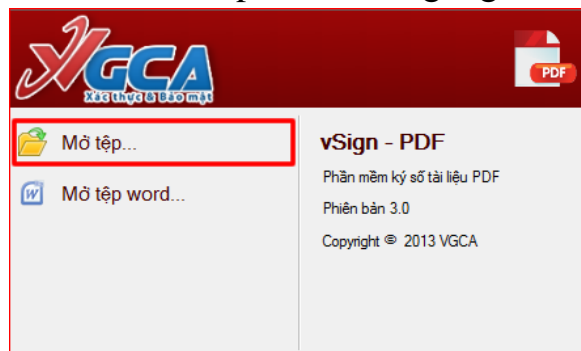 VGCA
Xác thực & Bảo mật
PDF
Mở tệp...
Mở tệp word...
vSign - PDF
Phần mềm ký số tài liệu PDF
Phiên bản 3.0
Copyright © 2013 VGCA